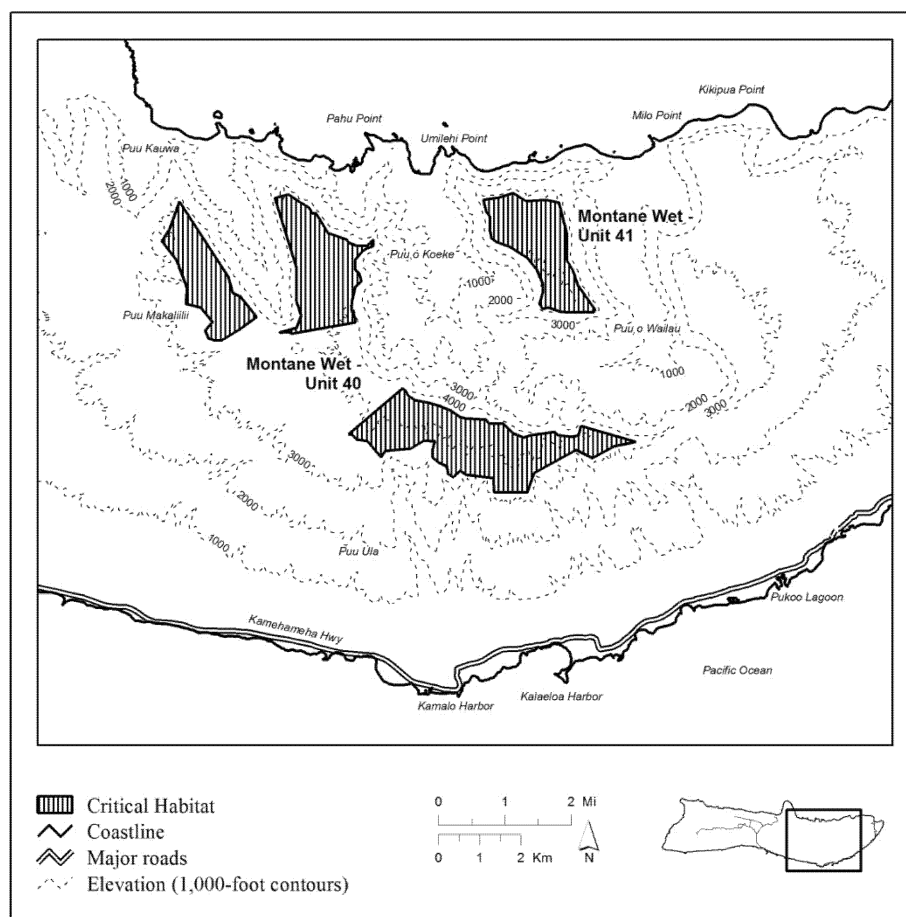 Kikipua Point
Pahu Point
Milo Point
Umilehi Point
Puu Kauwa
1000
2000
Montane Wet -
Unit 41
Puu o Koeke
1000
2000
Puu Makaliilii
3000
Puu o Wailau
Montane Wet -
Unit 40
1000
3000
4000
2000
3000
3000
2000
1000
Puu Ula
Pukoo Lagoon
Kamehameha Hwy
Pacific Ocean
Kamalo Harbor
Kalaeloa Harbor
Critical Habitat
Coastline
Major roads
Elevation (1,000-foot contours)
0 1 2 Mi
0 1 2 Km
N